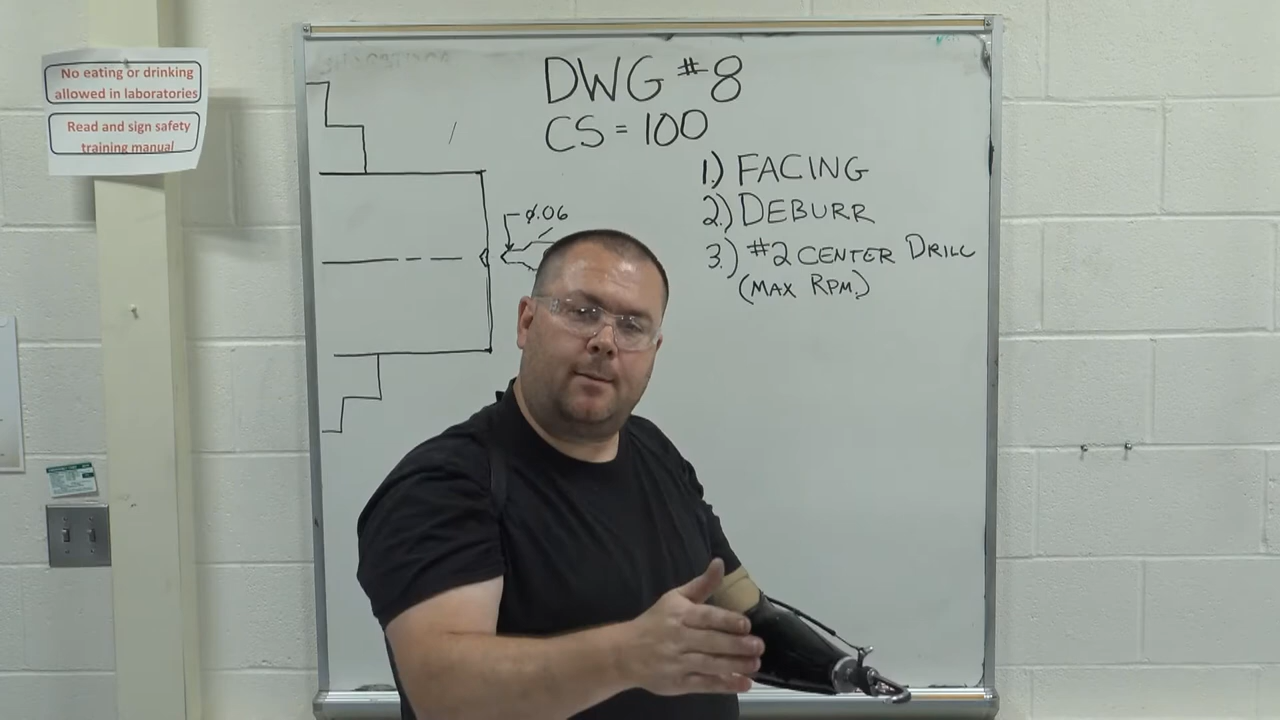 No eating or drinking
allowed in laboratories
Read and sign safety
training manual
DWG #8
CS = 100
1.) FACING
2.) DEBURR
3.) #2 CENTER DRILL
(MAX RPM.)
Ø.06